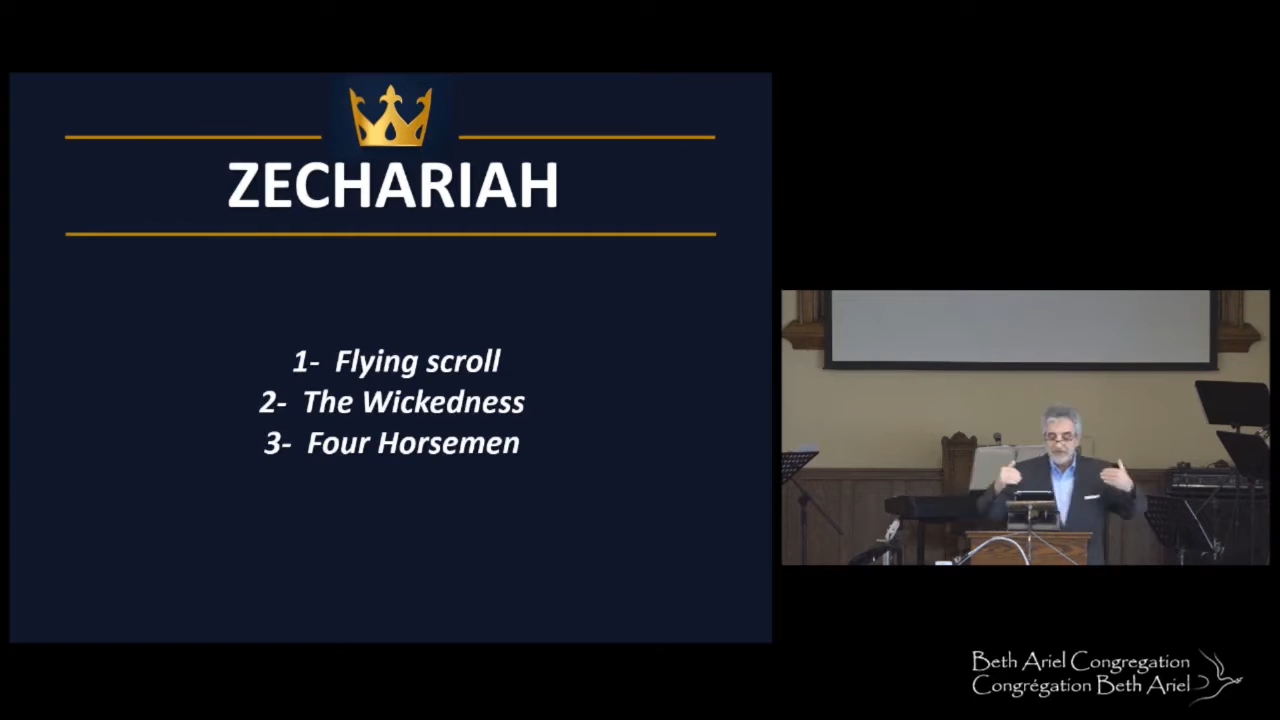 ZECHARIAH
1- Flying scroll
2- The Wickedness
3- Four Horsemen
Beth Ariel Congregation
Congrégation Beth Ariel